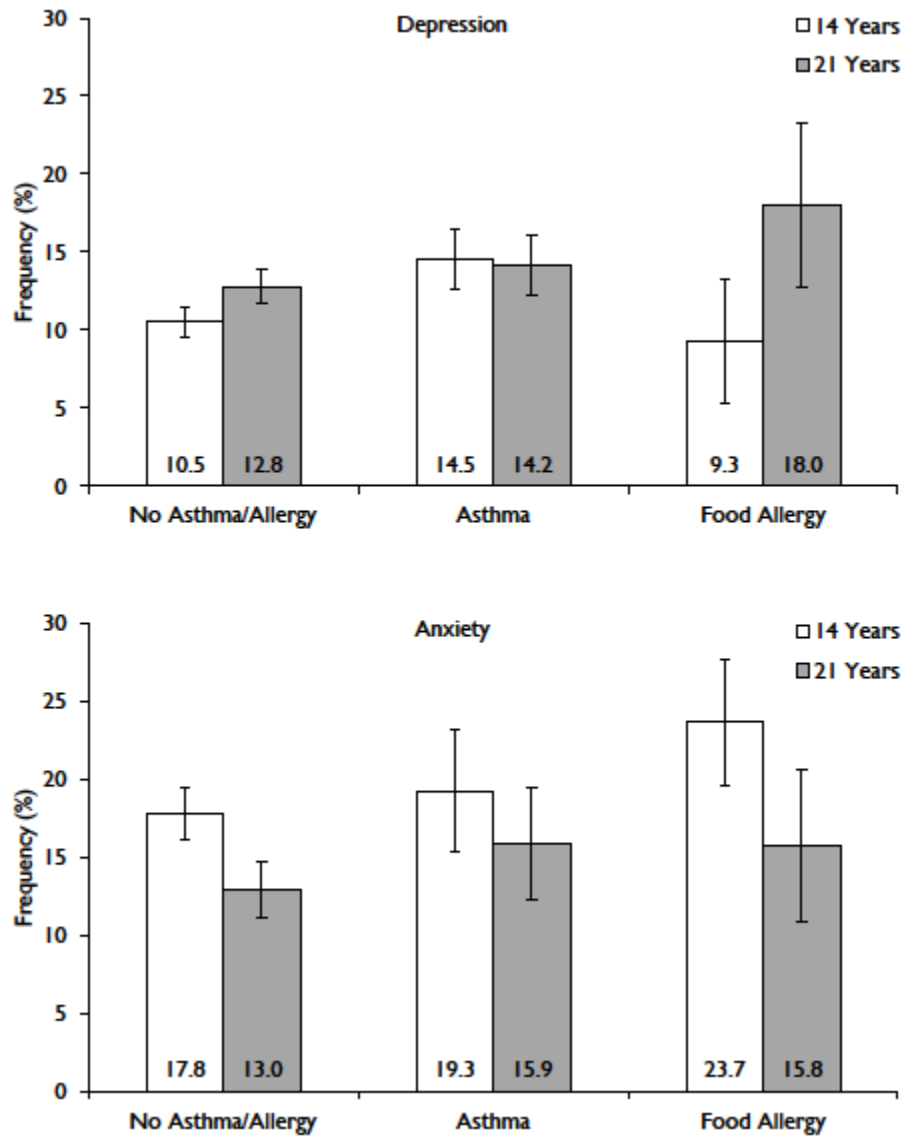 Depression
14 Years
21 Years
Frequency (%)
30
25
20
15
10
5
0
10.5 12.8 14.5 14.2 9.3 18.0
No Asthma/Allergy Asthma Food Allergy
Anxiety
14 Years
21 Years
Frequency (%)
30
25
20
15
10
5
0
17.8 13.0 19.3 15.9 23.7 15.8
No Asthma/Allergy Asthma Food Allergy